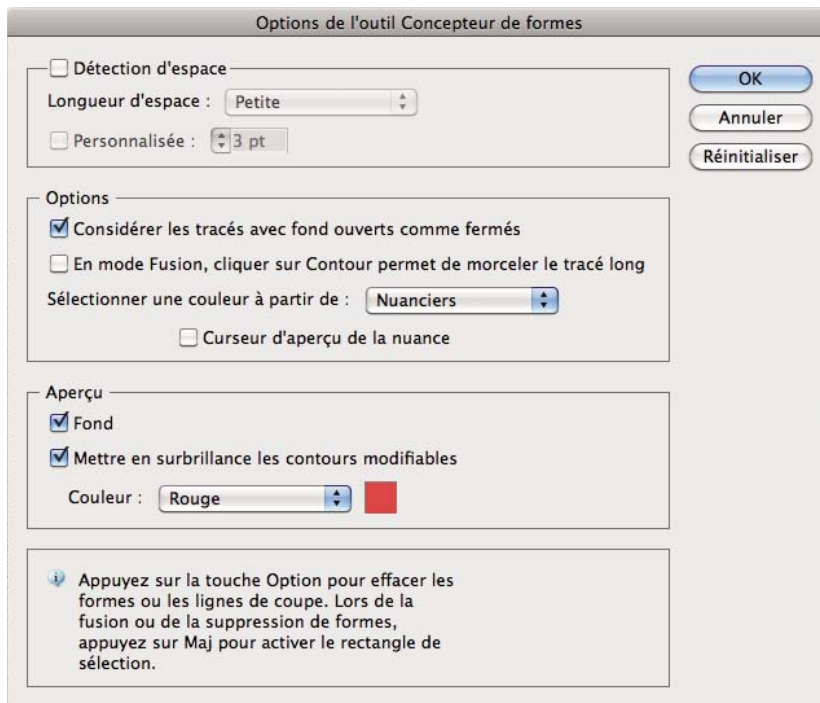 Options de l'outil Concepteur de formes
Détection d'espace
Longueur d'espace : Petite
Personnalisée : 3 pt
OK
Annuler
Réinitialiser
Options
Considérer les tracés avec fond ouverts comme fermés
En mode Fusion, cliquer sur Contour permet de morceler le tracé long
Sélectionner une couleur à partir de : Nuanciers
Curseur d'aperçu de la nuance
Aperçu
Fond
Mettre en surbrillance les contours modifiables
Couleur : Rouge
Appuyez sur la touche Option pour effacer les
formes ou les lignes de coupe. Lors de la
fusion ou de la suppression de formes,
appuyez sur Maj pour activer le rectangle de
sélection.